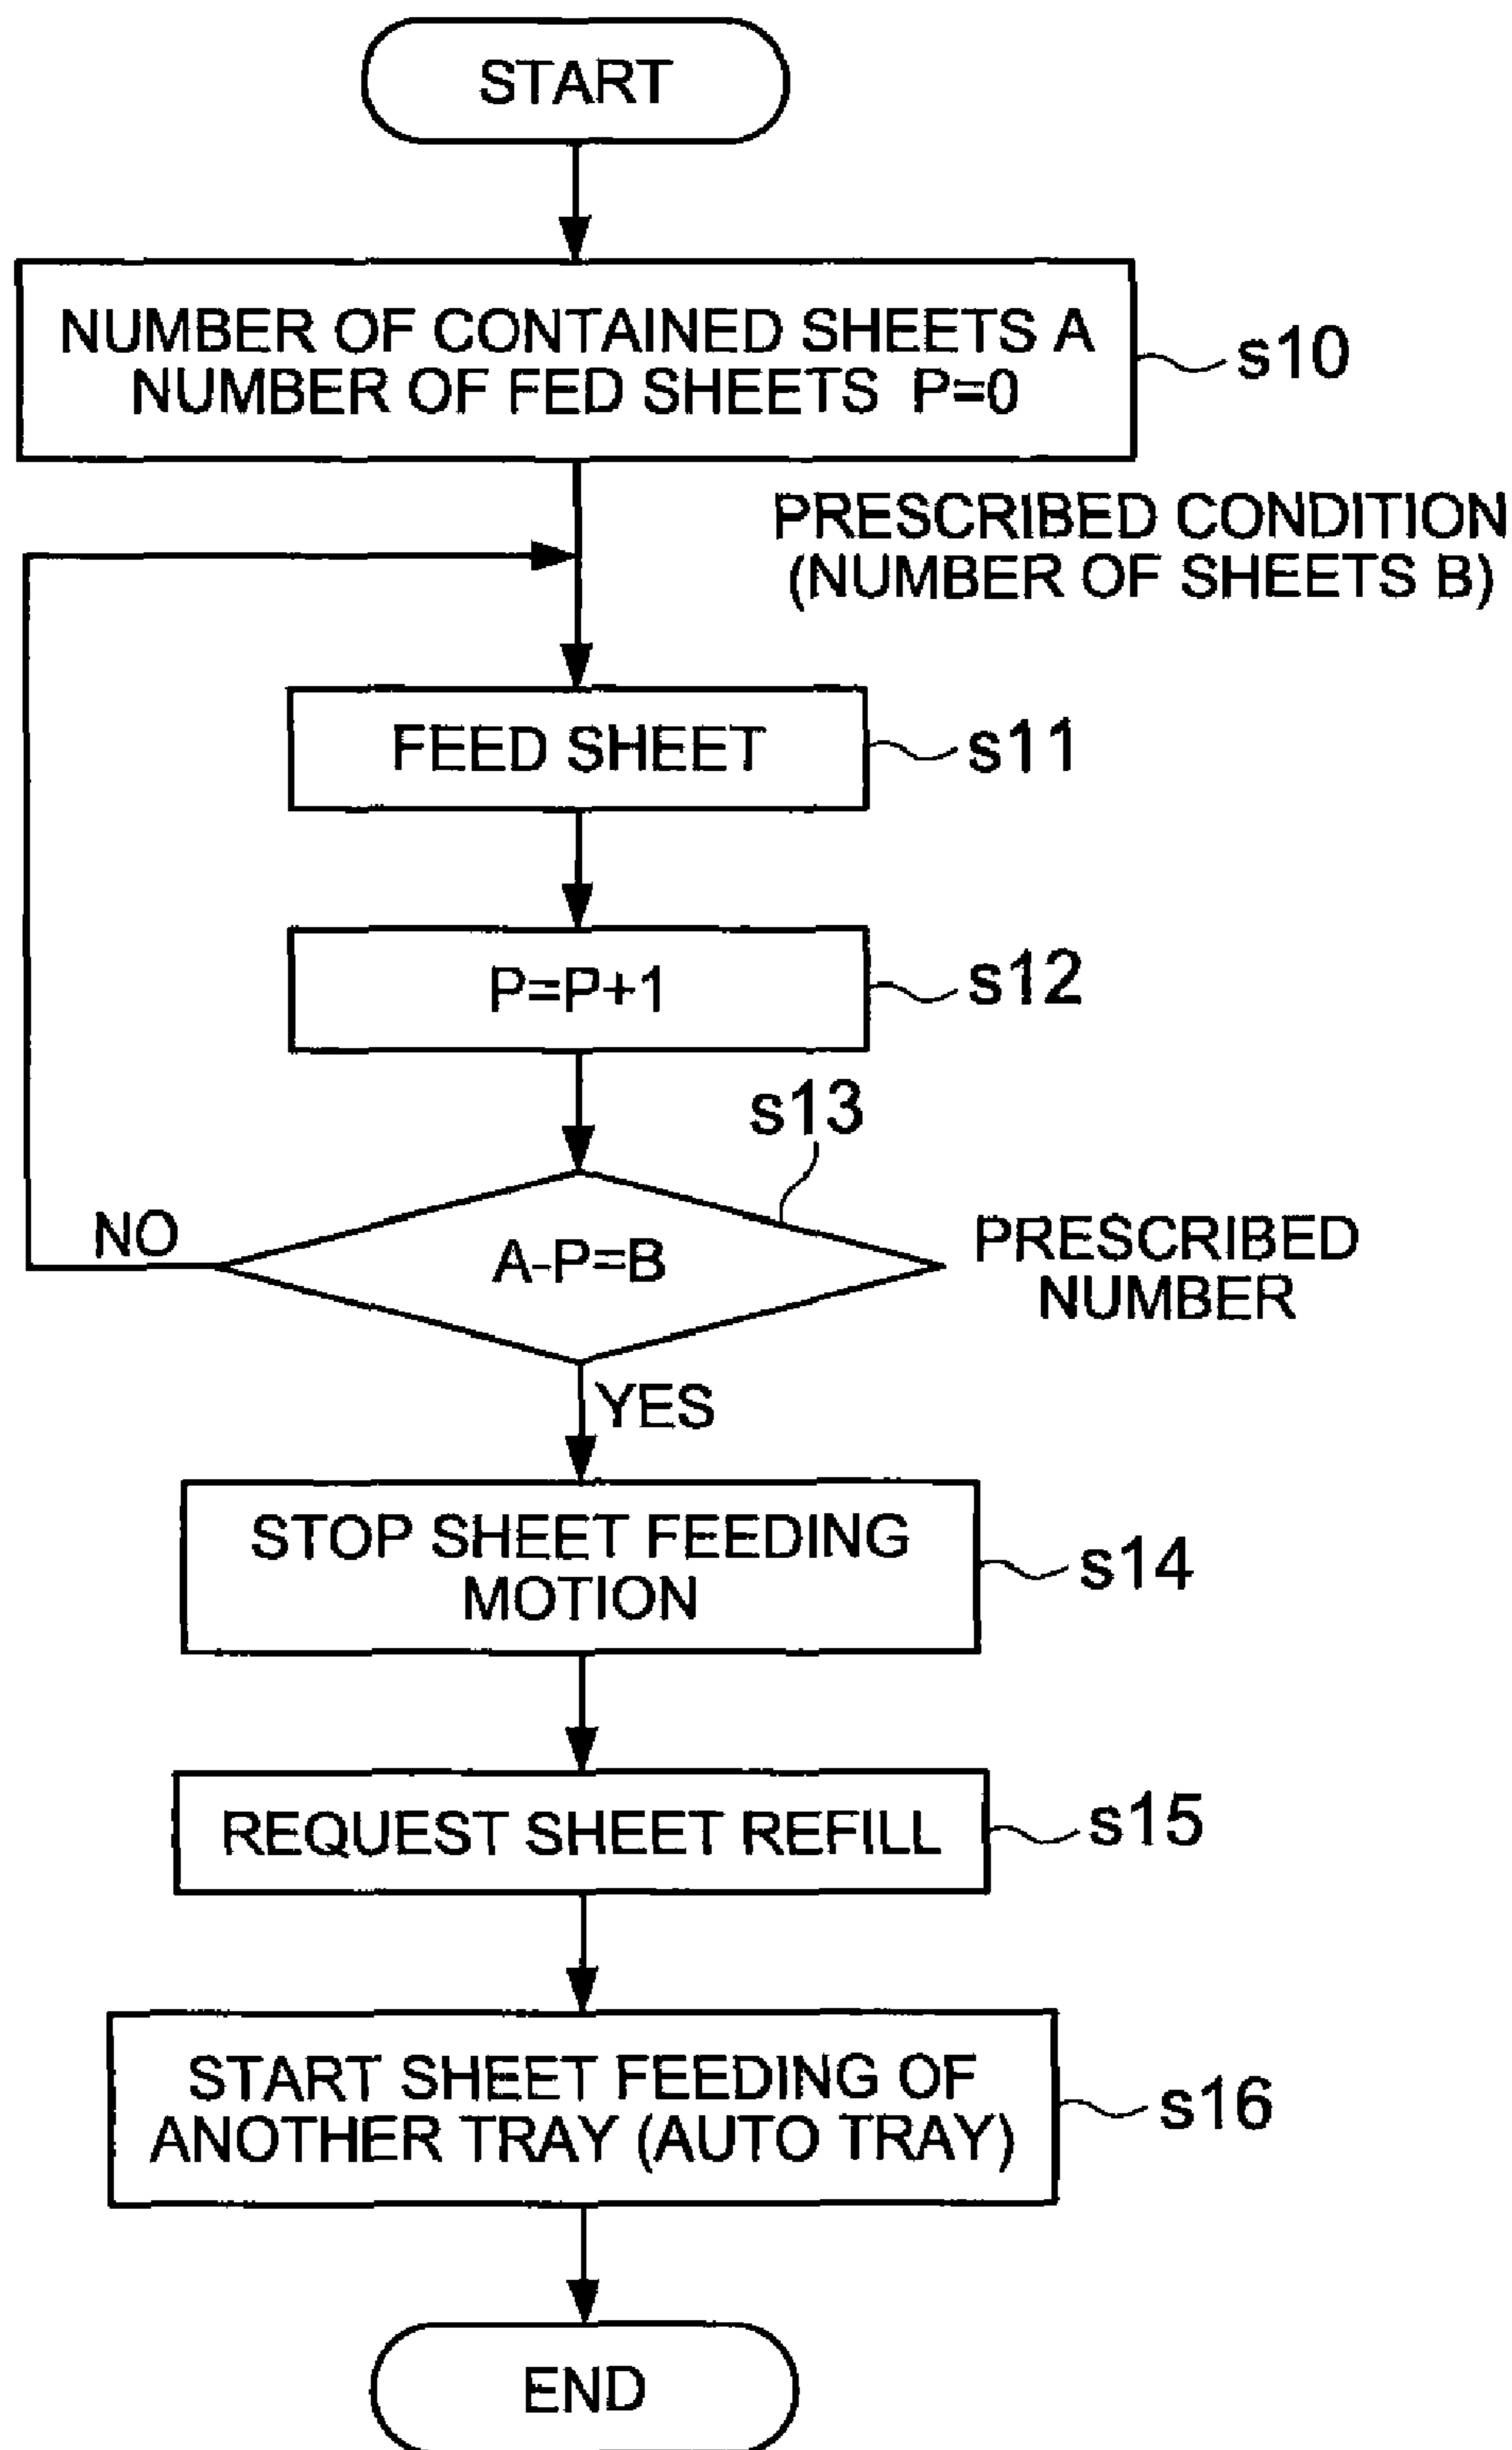 START
NUMBER OF CONTAINED SHEETS A
NUMBER OF FED SHEETS P=0
s10
PRESCRIBED CONDITION
(NUMBER OF SHEETS B)
FEED SHEET
s11
P=P+1
s12
s13
NO
A-P=B
PRESCRIBED
NUMBER
YES
STOP SHEET FEEDING
MOTION
s14
REQUEST SHEET REFILL
s15
START SHEET FEEDING OF
ANOTHER TRAY (AUTO TRAY)
s16
END